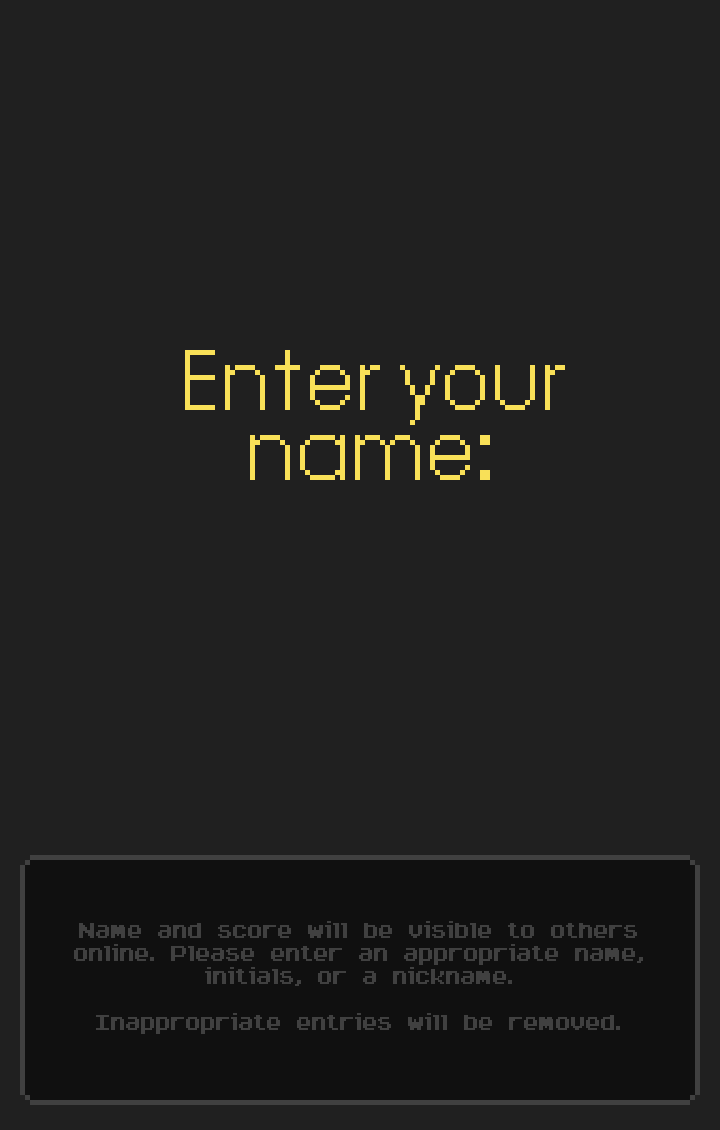 Enter your
name:
Name and score will be visible to others
online. Please enter an appropriate name,
initials, or a nickname.
Inappropriate entries will be removed.